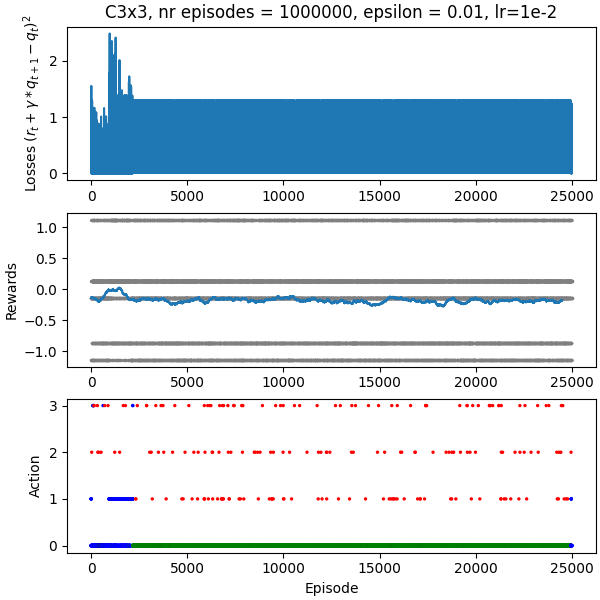 C3x3, nr episodes = 1000000, epsilon = 0.01, lr=1e-2
Losses (r_t + γ * q_{t+1} − q_t)^2
2
1
0
0 5000 10000 15000 20000 25000
Rewards
1.0
0.5
0.0
−0.5
−1.0
0 5000 10000 15000 20000 25000
Action
3
2
1
0
0 5000 10000 15000 20000 25000
Episode